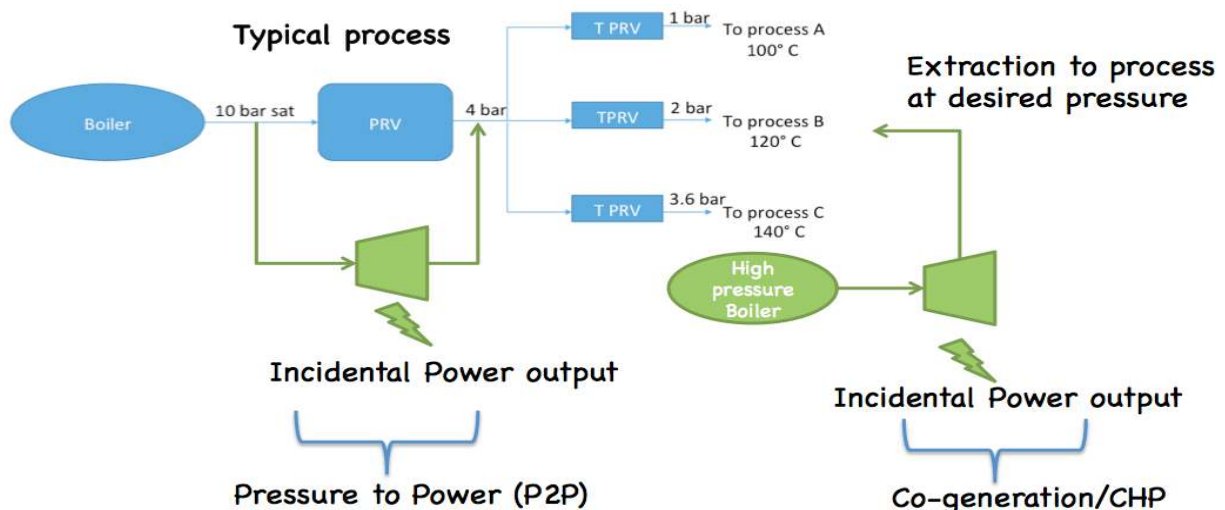 Typical process
Boiler
10 bar sat
PRV
4 bar
T PRV
1 bar
To process A
100° C
TPRV
2 bar
To process B
120° C
T PRV
3.6 bar
To process C
140° C
Extraction to process
at desired pressure
High
pressure
Boiler
Incidental Power output
Incidental Power output
Pressure to Power (P2P)
Co-generation/CHP